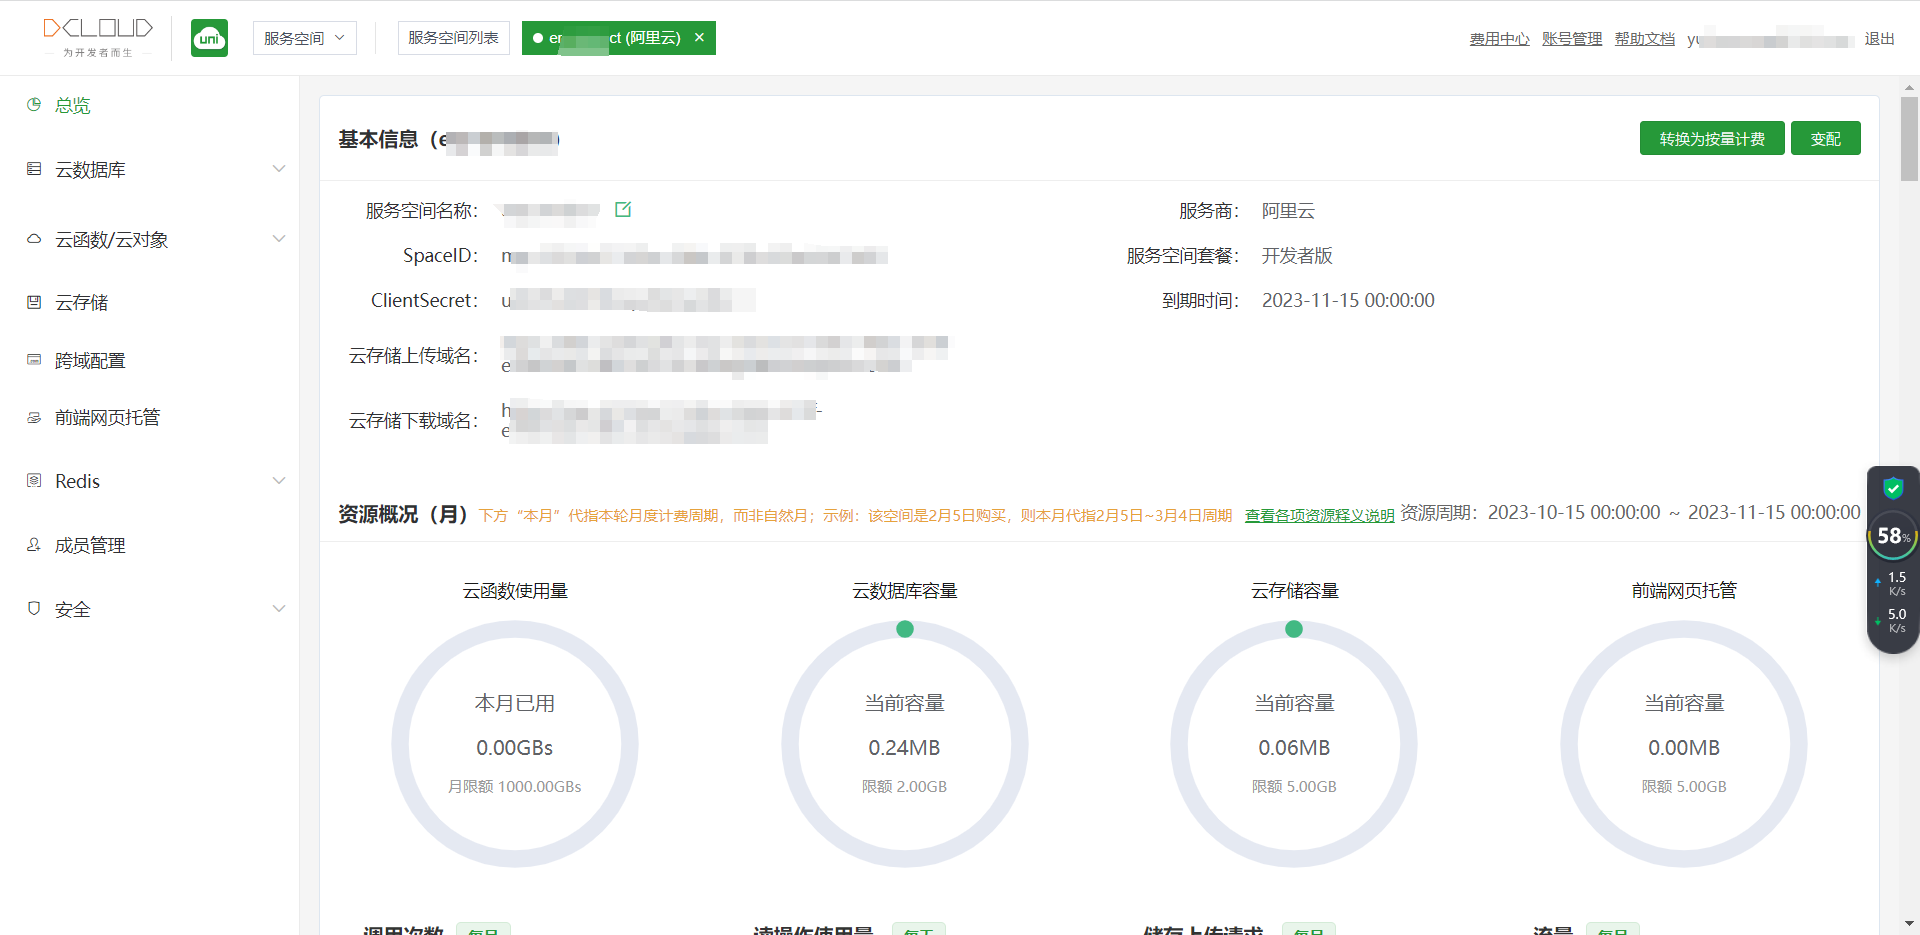 DCLOUD
为开发者而生
uni
服务空间
服务空间列表
ct (阿里云) ×
费用中心 账号管理 帮助文档
退出
总览
云数据库
云函数/云对象
云存储
跨域配置
前端网页托管
Redis
成员管理
安全
基本信息（e
转换为按量计费
变配
服务空间名称：
服务商： 阿里云
SpaceID：
服务空间套餐： 开发者版
ClientSecret：
到期时间： 2023-11-15 00:00:00
云存储上传域名：
云存储下载域名：
资源概况（月）下方“本月”代指本轮月度计费周期，而非自然月；示例：该空间是2月5日购买，则本月代指2月5日~3月4日周期 查看各项资源释义说明 资源周期：2023-10-15 00:00:00 ~ 2023-11-15 00:00:00
云函数使用量
本月已用
0.00GBs
月限额 1000.00GBs
云数据库容量
当前容量
0.24MB
限额 2.00GB
云存储容量
当前容量
0.06MB
限额 5.00GB
前端网页托管
当前容量
0.00MB
限额 5.00GB
58%
1.5
K/s
5.0
K/s
调用次数 每月
读操作使用量 每天
储存上传请求 每月
流量 每月